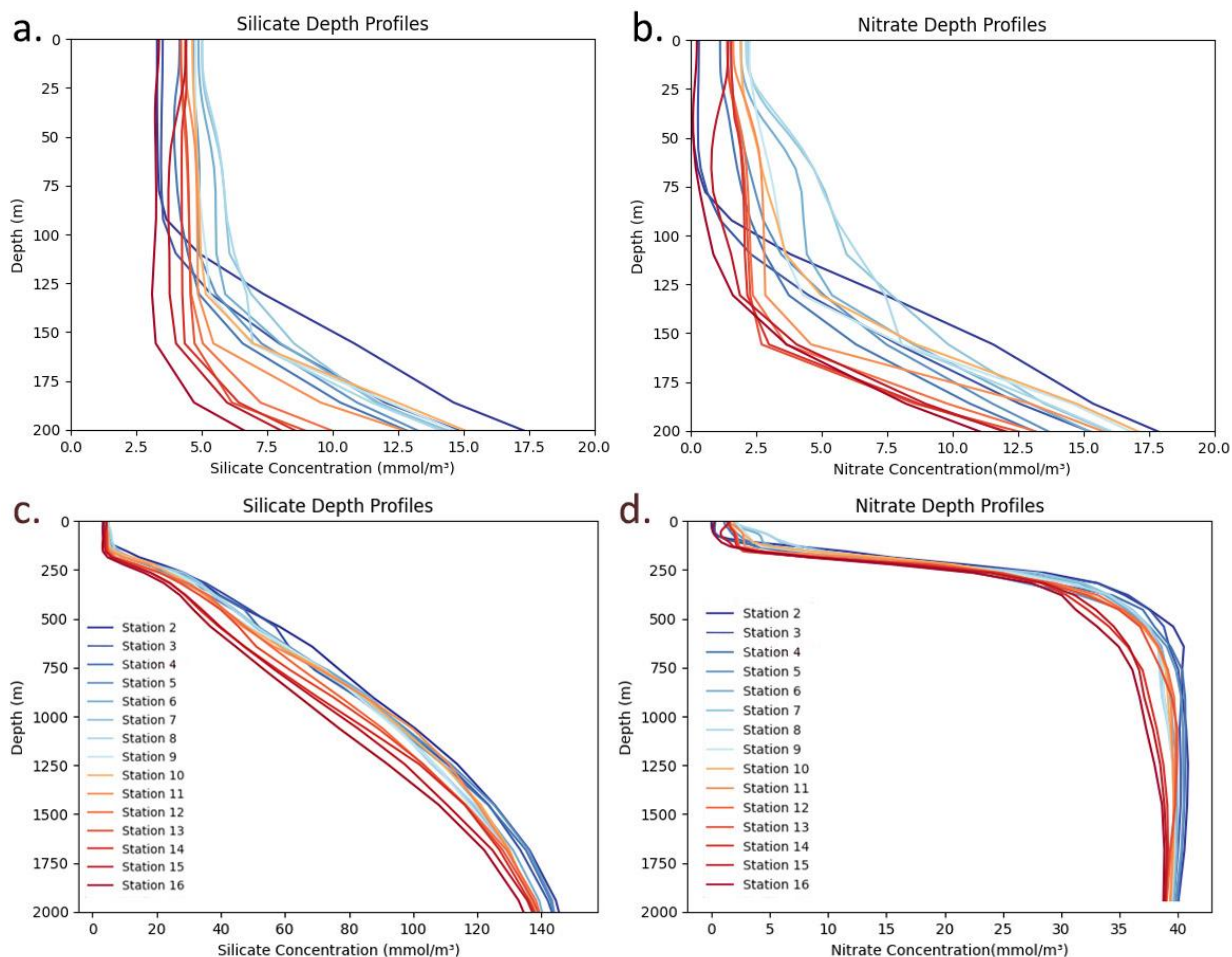 a.
Silicate Depth Profiles
0
25
50
75
100
125
150
175
200
Depth (m)
0.0 2.5 5.0 7.5 10.0 12.5 15.0 17.5 20.0
Silicate Concentration (mmol/m³)
b.
Nitrate Depth Profiles
0
25
50
75
100
125
150
175
200
Depth (m)
0.0 2.5 5.0 7.5 10.0 12.5 15.0 17.5 20.0
Nitrate Concentration(mmol/m³)
c.
Silicate Depth Profiles
0
250
500
750
1000
1250
1500
1750
2000
Depth (m)
Station 2
Station 3
Station 4
Station 5
Station 6
Station 7
Station 8
Station 9
Station 10
Station 11
Station 12
Station 13
Station 14
Station 15
Station 16
0 20 40 60 80 100 120 140
Silicate Concentration (mmol/m³)
d.
Nitrate Depth Profiles
0
250
500
750
1000
1250
1500
1750
2000
Depth (m)
Station 2
Station 3
Station 4
Station 5
Station 6
Station 7
Station 8
Station 9
Station 10
Station 11
Station 12
Station 13
Station 14
Station 15
Station 16
0 5 10 15 20 25 30 35 40
Nitrate Concentration(mmol/m³)